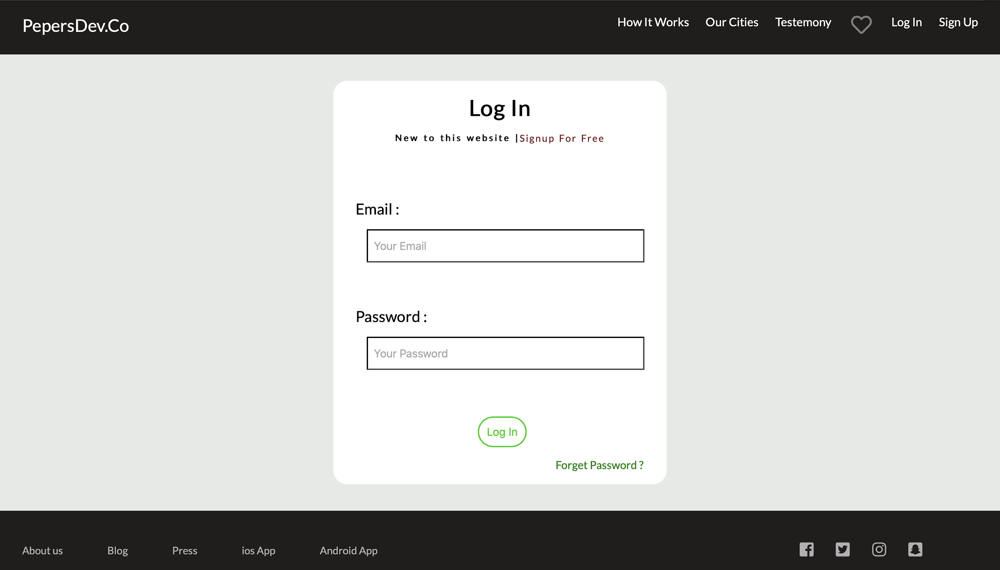 PepersDev.Co
How It Works Our Cities Testemony Log In Sign Up
Log In
New to this website |Signup For Free
Email :
Your Email
Password :
Your Password
Log In
Forget Password ?
About us Blog Press ios App Android App